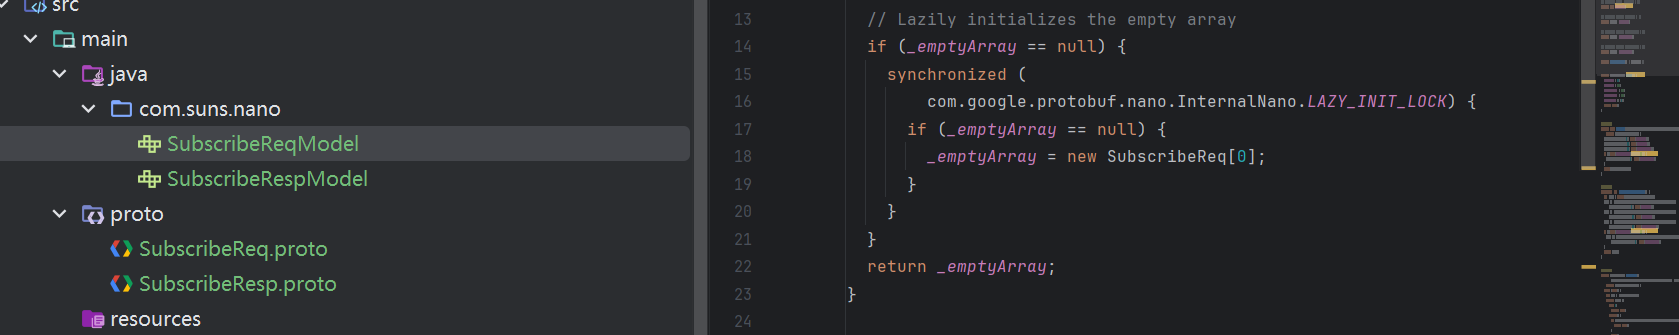 src
main
java
com.suns.nano
SubscribeReqModel
SubscribeRespModel
proto
SubscribeReq.proto
SubscribeResp.proto
resources
13 // Lazily initializes the empty array
14 if (_emptyArray == null) {
15 synchronized (
16 com.google.protobuf.nano.InternalNano.LAZY_INIT_LOCK) {
17 if (_emptyArray == null) {
18 _emptyArray = new SubscribeReq[0];
19 }
20 }
21 }
22 return _emptyArray;
23 }
24